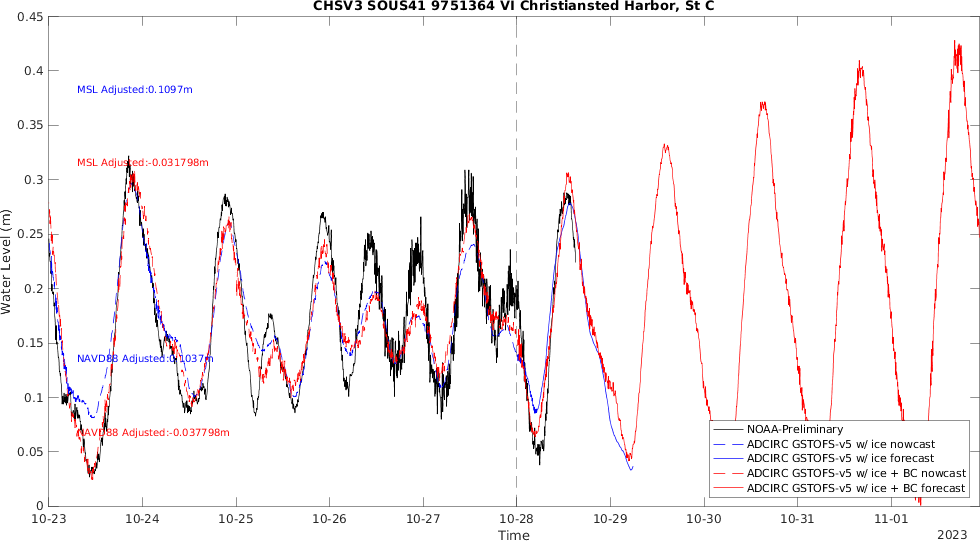 CHSV3 SOUS41 9751364 VI Christiansted Harbor, St C
0.45
0.4
0.35
0.3
0.25
0.2
0.15
0.1
0.05
0
Water Level (m)
MSL Adjusted:0.1097m
MSL Adjusted:-0.031798m
NAVD88 Adjusted:0.1037m
NAVD88 Adjusted:-0.037798m
NOAA-Preliminary
ADCIRC GSTOFS-v5 w/ ice nowcast
ADCIRC GSTOFS-v5 w/ ice forecast
ADCIRC GSTOFS-v5 w/ ice + BC nowcast
ADCIRC GSTOFS-v5 w/ ice + BC forecast
10-23 10-24 10-25 10-26 10-27 10-28 10-29 10-30 10-31 11-01
Time
2023